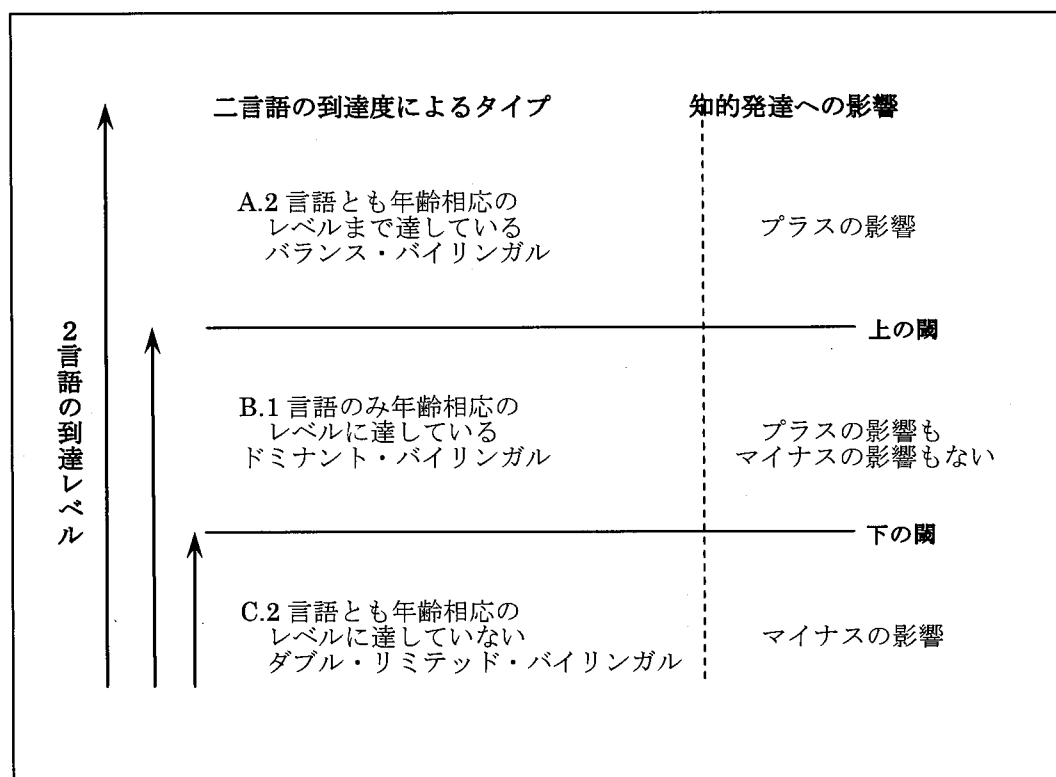 二言語の到達度によるタイプ
知的発達への影響
2言語の到達レベル
A.2 言語とも年齢相応の
レベルまで達している
バランス・バイリンガル
プラスの影響
上の閾
B.1 言語のみ年齢相応の
レベルに達している
ドミナント・バイリンガル
プラスの影響も
マイナスの影響もない
下の閾
C.2 言語とも年齢相応の
レベルに達していない
ダブル・リミテッド・バイリンガル
マイナスの影響